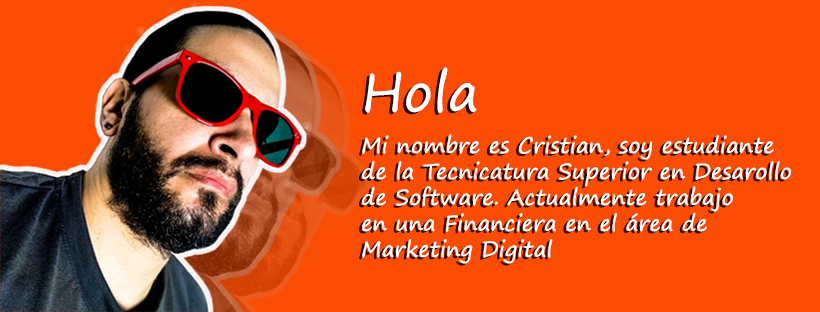 Hola
Mi nombre es Cristian, soy estudiante
de la Tecnicatura Superior en Desarollo
de Software. Actualmente trabajo
en una Financiera en el área de
Marketing Digital